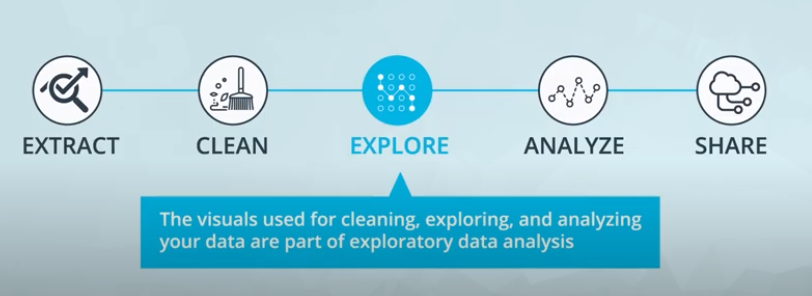 EXTRACT
CLEAN
EXPLORE
ANALYZE
SHARE
The visuals used for cleaning, exploring, and analyzing
your data are part of exploratory data analysis